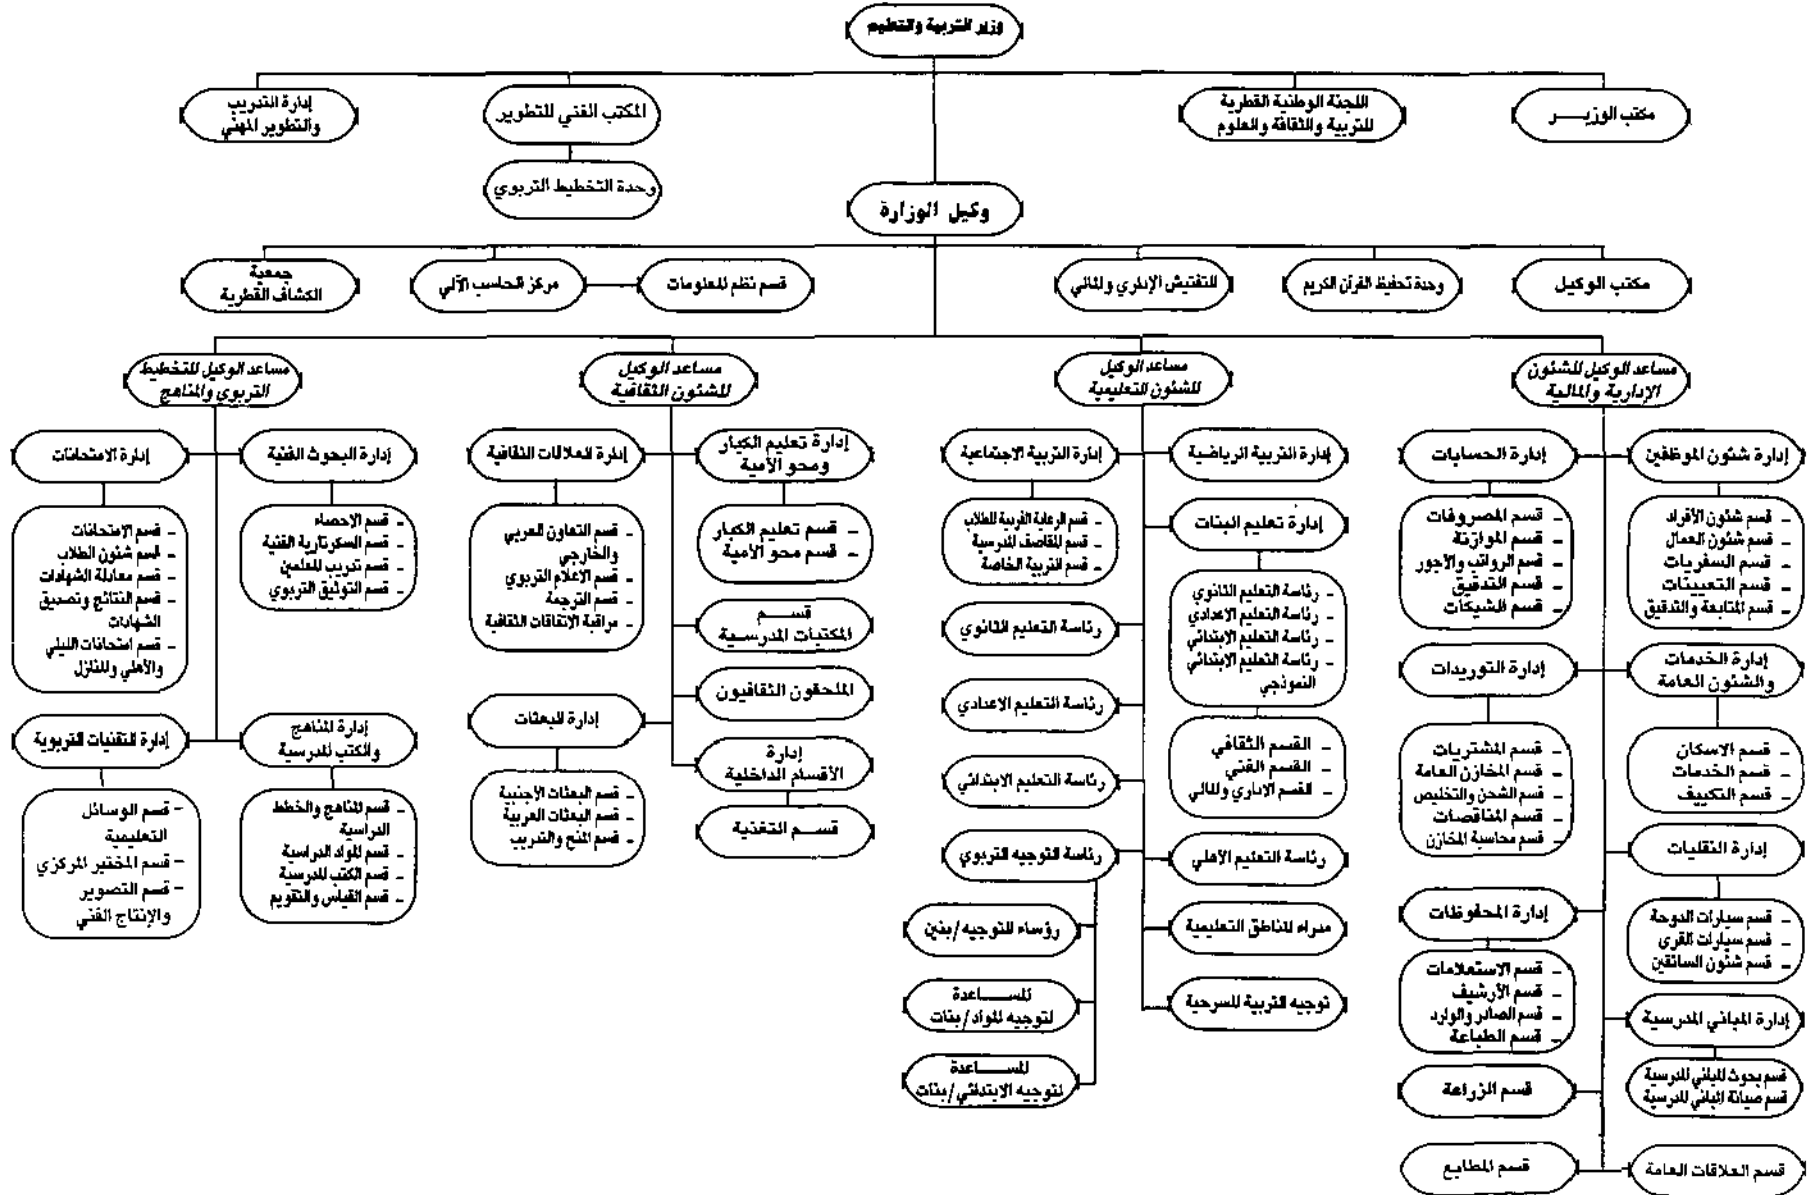 وزير التربية والتعليم
مكتب الوزيـــــر
اللجنة الوطنية القطرية
للتربية والثقافة والعلوم
المكتب الفني للتطوير
إدارة التدريب
والتطوير المهني
وحدة التخطيط التربوي
وكيل الوزارة
مكتب الوكيل
وحدة تحفيظ القرآن الكريم
التفتيش الإداري والمالي
قسم نظم المعلومات
مركز الحاسب الآلي
جمعية
الكشاف القطرية
مساعد الوكيل للشئون
الإدارية والمالية
مساعد الوكيل
للشئون التعليمية
مساعد الوكيل
للشئون الثقافية
مساعد الوكيل للتخطيط
التربوي والمناهج
إدارة شئون الموظفين
- قسم شئون الأفراد
- قسم شئون العمال
- قسم السفريات
- قسم التعيينات
- قسم المتابعة والتدقيق
إدارة الحسابات
- قسم المصروفات
- قسم الموازنة
- قسم الرواتب والأجور
- قسم التدقيق
- قسم الشيكات
إدارة الخدمات
والشئون العامة
- قسم الاسكان
- قسم الخدمات
- قسم التكييف
إدارة التوريدات
- قسم المشتريات
- قسم المخازن العامة
- قسم الشحن والتخليص
- قسم المناقصات
- قسم محاسبة المخازن
إدارة النقليات
- قسم سيارات الدوحة
- قسم سيارات القرى
- قسم شئون السائقين
إدارة المحفوظات
- قسم الاستعلامات
- قسم الأرشيف
- قسم الصادر والوارد
- قسم الطباعة
إدارة المباني المدرسية
قسم بحوث المباني المدرسية
قسم صيانة المباني المدرسية
قسم الزراعة
قسم العلاقات العامة
قسم المطابع
إدارة التربية الرياضية
إدارة التربية الاجتماعية
- قسم الرعاية التربية للطلاب
- قسم المقاصف المدرسية
- قسم التربية الخاصة
إدارة تعليم البنات
- رئاسة التعليم الثانوي
- رئاسة التعليم الاعدادي
- رئاسة التعليم الابتدائي
- رئاسة التعليم الابتدائي
النموذجي
- القسم الثقافي
- القسم الفني
- القسم الاداري والمالي
رئاسة التعليم الثانوي
رئاسة التعليم الاعدادي
رئاسة التعليم الابتدائي
رئاسة التعليم الأهلي
رئاسة التوجيه التربوي
مدراء المناطق التعليمية
رؤساء التوجيه/بنين
توجيه التربية المسرحية
المســـــاعدة
لتوجيه المواد/بنات
المســـــاعدة
لتوجيه الابتدائي/بنات
إدارة تعليم الكبار
ومحو الأمية
- قسم تعليم الكبار
- قسم محو الأمية
إدارة العلاقات الثقافية
- قسم التعاون العربي
والخارجي
- قسم الاعلام التربوي
- قسم الترجمة
- مراقبة الاتفاقات الثقافية
قســـم
المكتبات المدرسـية
الملحقون الثقافيون
إدارة البعثات
- قسم البعثات الأجنبية
- قسم البعثات العربية
- قسم المنح والتدريب
إدارة
الأقسام الداخلية
قســـم التغذية
إدارة البحوث الفنية
- قسم الاحصاء
- قسم السكرتارية الفنية
- قسم تدريب المعلمين
- قسم التوثيق التربوي
إدارة الامتحانات
- قسم الامتحانات
- قسم شئون الطلاب
- قسم معادلة الشهادات
- قسم النتائج وتصديق
الشهادات
- قسم امتحانات الليلي
والأهلي والمنازل
إدارة المناهج
والكتب المدرسية
- قسم المناهج والخطط
الدراسية
- قسم المواد الدراسية
- قسم الكتب المدرسية
- قسم القياس والتقويم
إدارة التقنيات التربوية
- قسم الوسائل
التعليمية
- قسم المختبر المركزي
- قسم التصوير
والإنتاج الفني